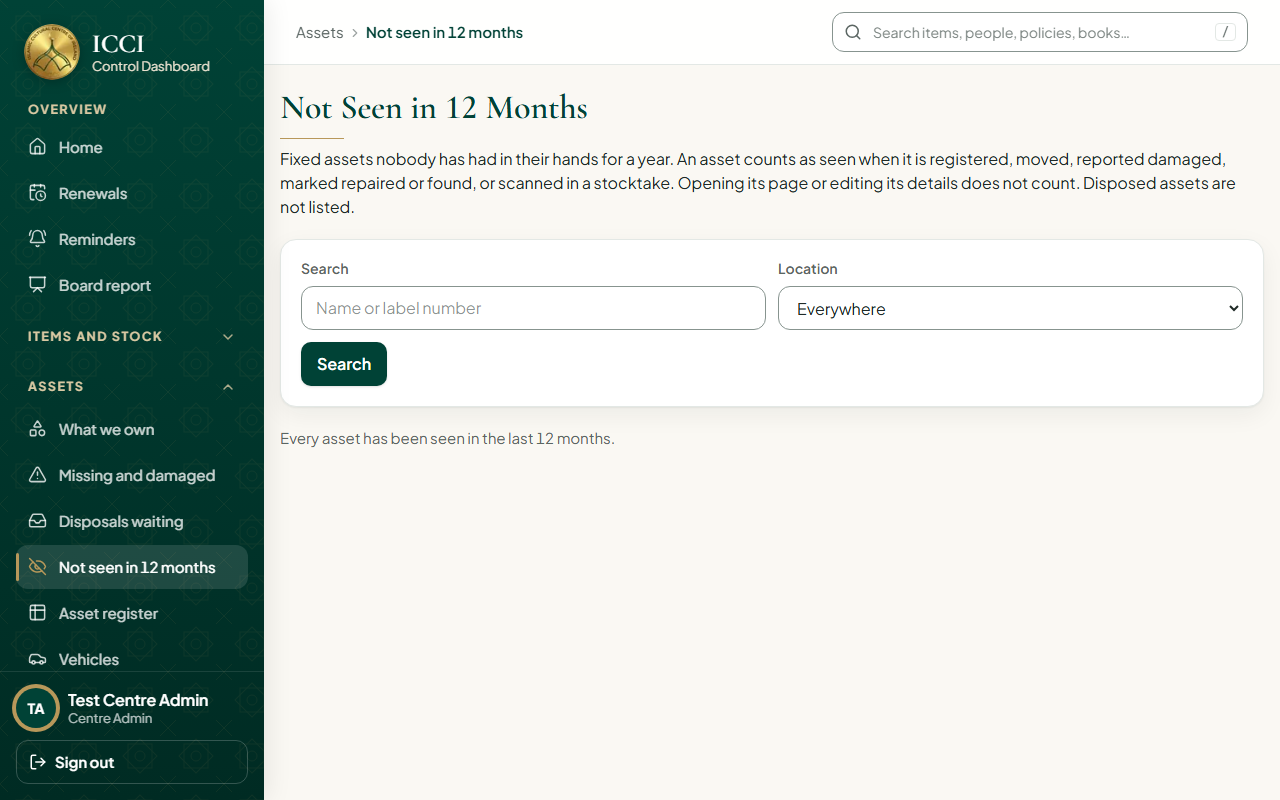 ICCI
Control Dashboard
OVERVIEW
Home
Renewals
Reminders
Board report
ITEMS AND STOCK
ASSETS
What we own
Missing and damaged
Disposals waiting
Not seen in 12 months
Asset register
Vehicles
TA
Test Centre Admin
Centre Admin
Sign out
Assets > Not seen in 12 months
Search items, people, policies, books...
/
Not Seen in 12 Months
Fixed assets nobody has had in their hands for a year. An asset counts as seen when it is registered, moved, reported damaged,
marked repaired or found, or scanned in a stocktake. Opening its page or editing its details does not count. Disposed assets are
not listed.
Search
Name or label number
Location
Everywhere
Search
Every asset has been seen in the last 12 months.